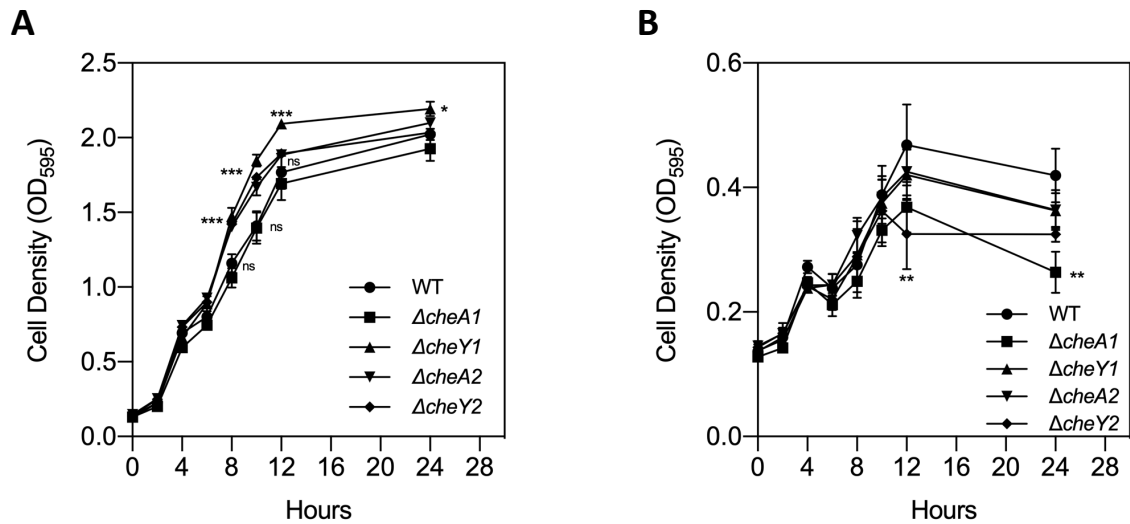 A
B
Cell Density (OD595)
2.5
2.0
1.5
1.0
0.5
0.0
0 4 8 12 16 20 24 28
Hours
***
***
***
*
ns
ns
ns
WT
ΔcheA1
ΔcheY1
ΔcheA2
ΔcheY2
Cell Density (OD595)
0.6
0.4
0.2
0.0
0 4 8 12 16 20 24 28
Hours
**
**
WT
ΔcheA1
ΔcheY1
ΔcheA2
ΔcheY2